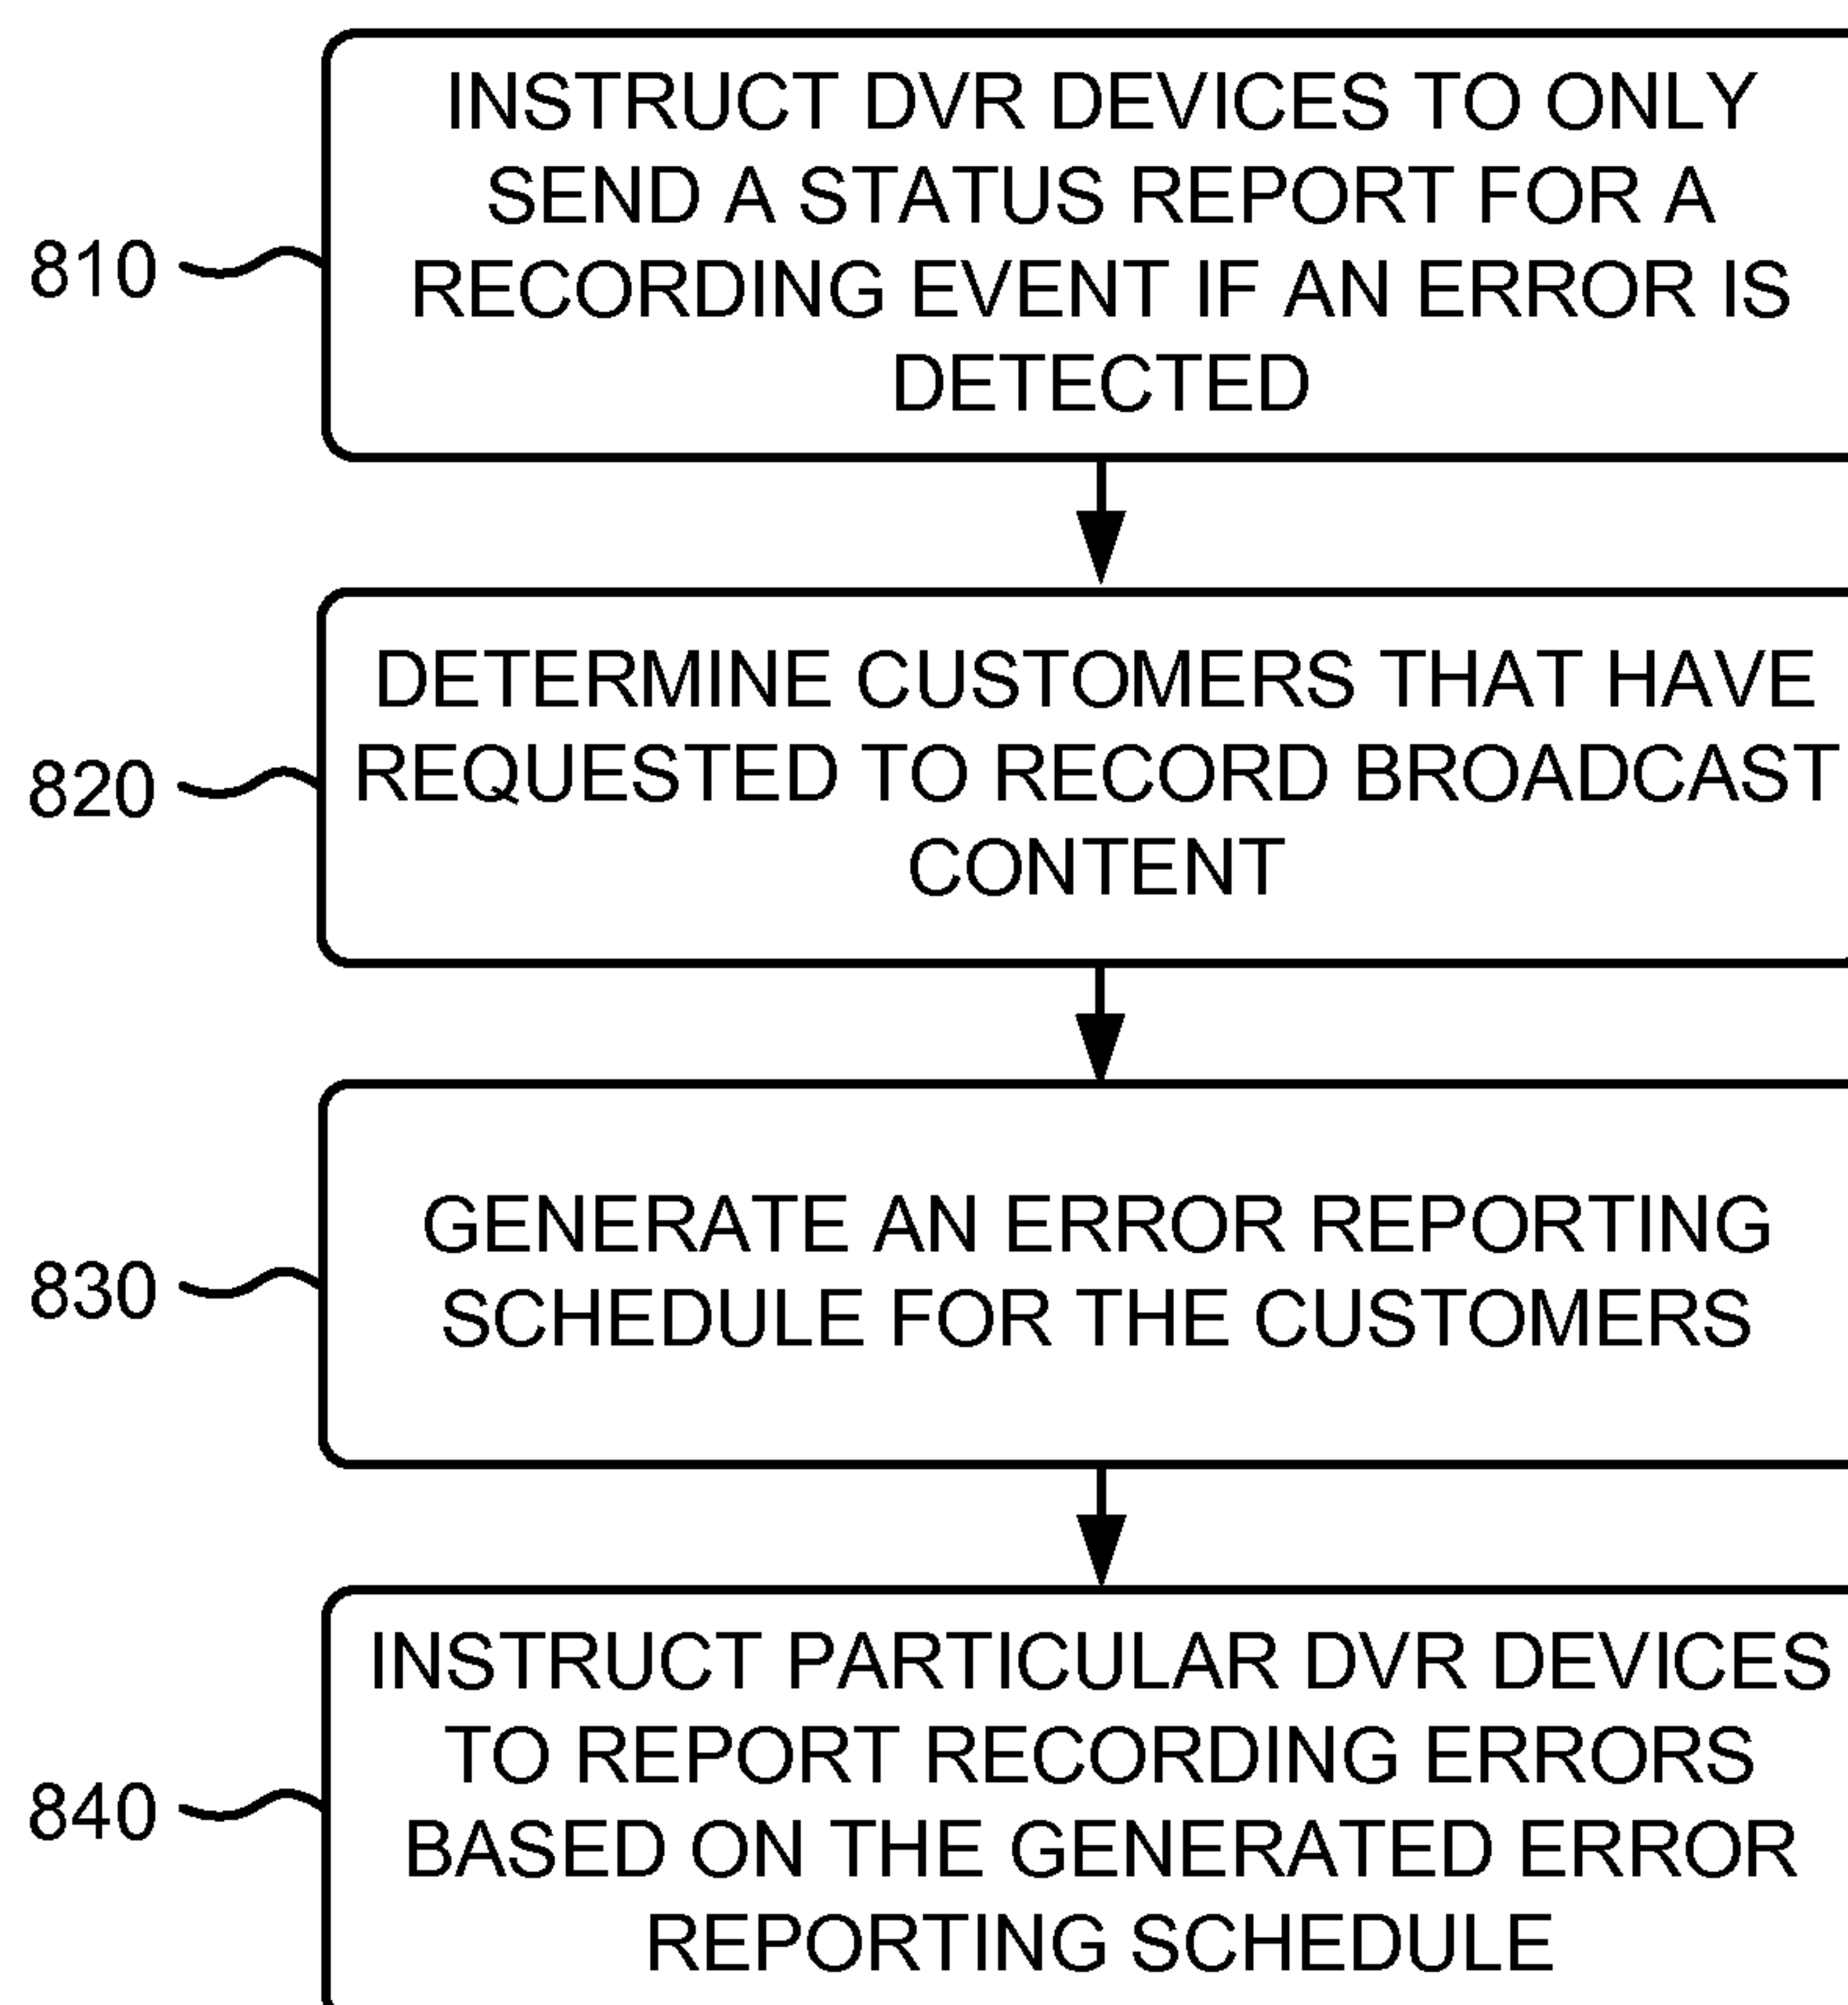 INSTRUCT DVR DEVICES TO ONLY
SEND A STATUS REPORT FOR A
810
RECORDING EVENT IF AN ERROR IS
DETECTED
DETERMINE CUSTOMERS THAT HAVE
820
REQUESTED TO RECORD BROADCAST
CONTENT
GENERATE AN ERROR REPORTING
830
SCHEDULE FOR THE CUSTOMERS
INSTRUCT PARTICULAR DVR DEVICES
TO REPORT RECORDING ERRORS
840
BASED ON THE GENERATED ERROR
REPORTING SCHEDULE